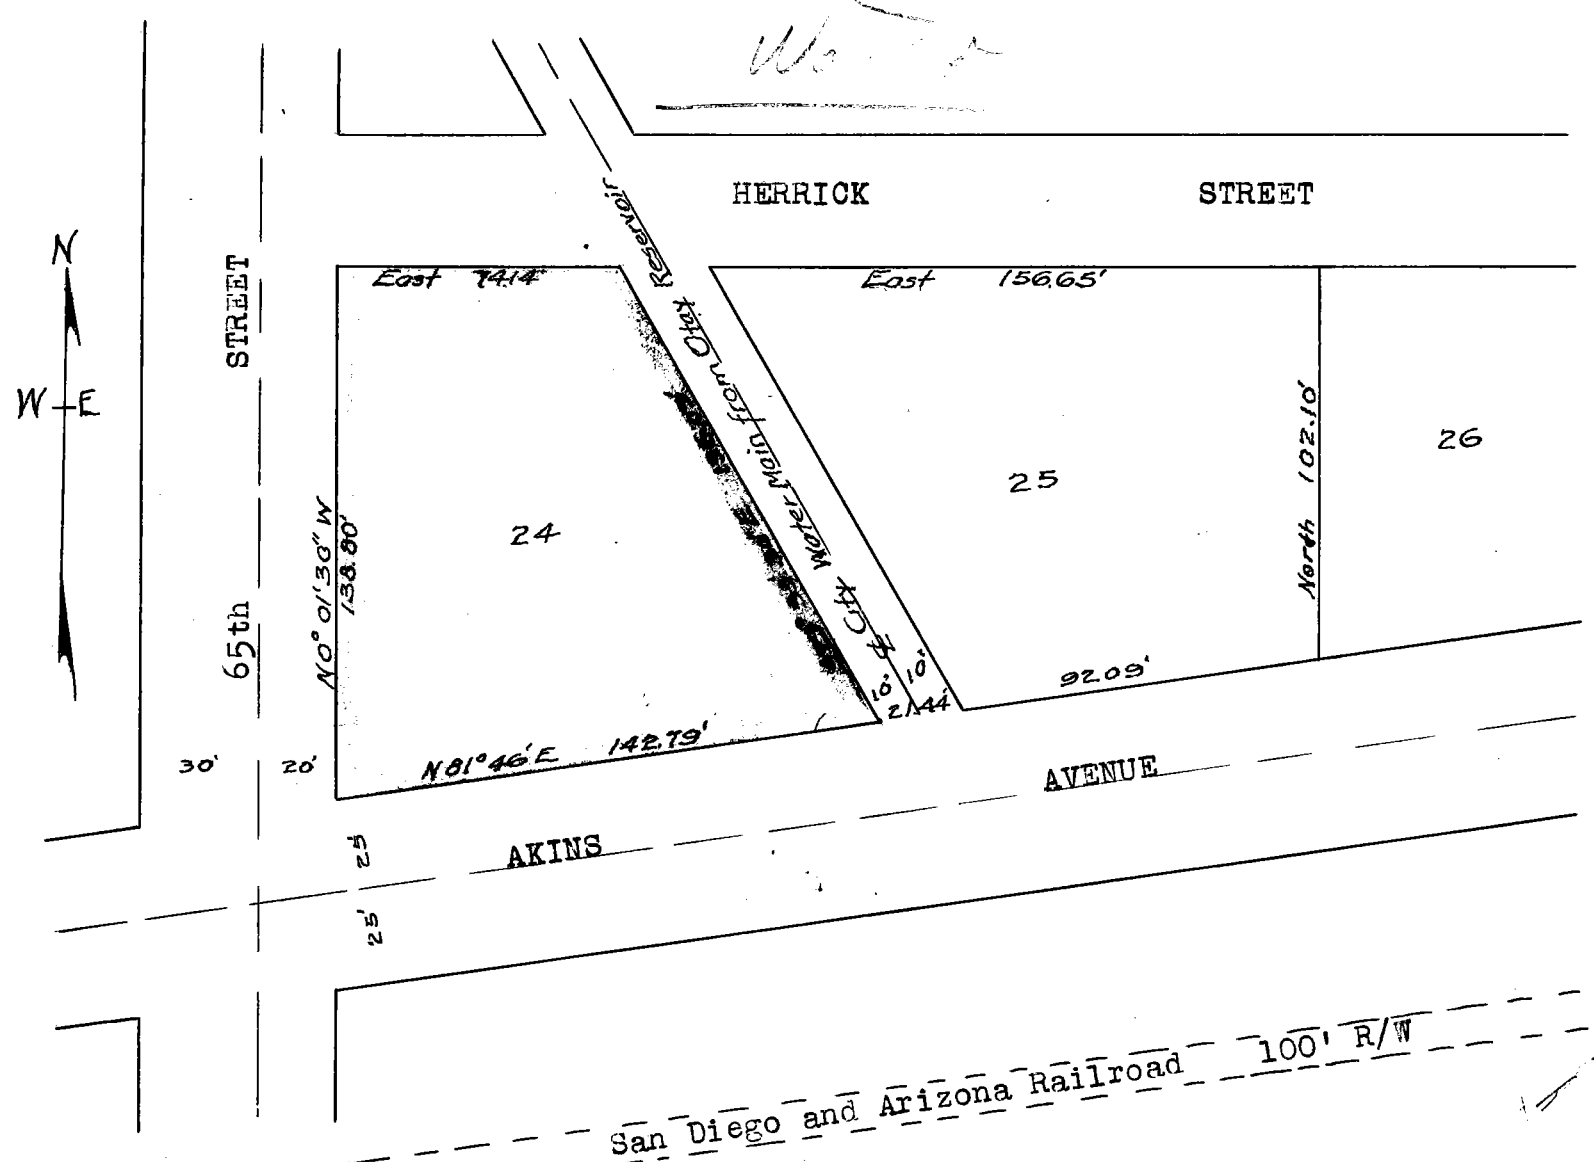 HERRICK STREET
City Water Main from Otay Reservoir
N
W E
East 74.14'
East 156.65'
65th STREET
N 0° 01' 30" W
138.80'
24
25
26
North 102.10'
10'
10'
21.44'
92.09'
N 81° 46' E 142.79'
30'
20'
25'
25'
AKINS AVENUE
San Diego and Arizona Railroad 100' R/W